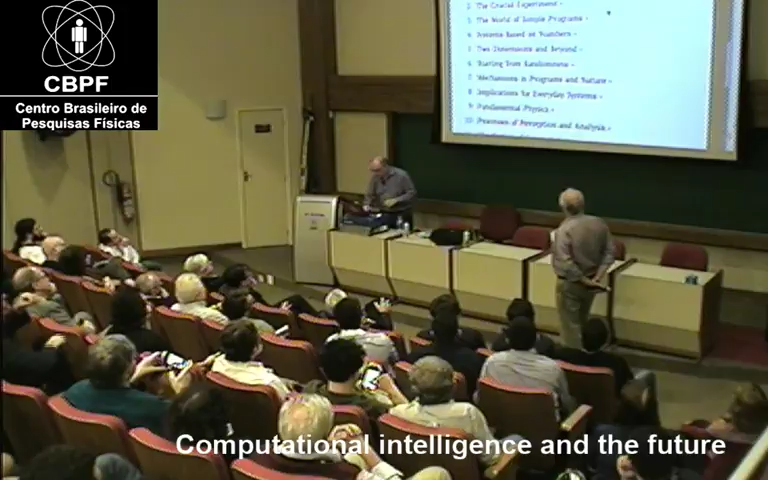 2 The Crucial Experiment
3 The World of Simple Programs
4 Systems Based on Numbers
5 Two Dimensions and Beyond
6 Starting from Randomness
7 Mechanisms in Programs and Nature
8 Implications for Everyday Systems
9 Fundamental Physics
10 Processes of Perception and Analysis
CBPF
Centro Brasileiro de
Pesquisas Físicas
Computational intelligence and the future